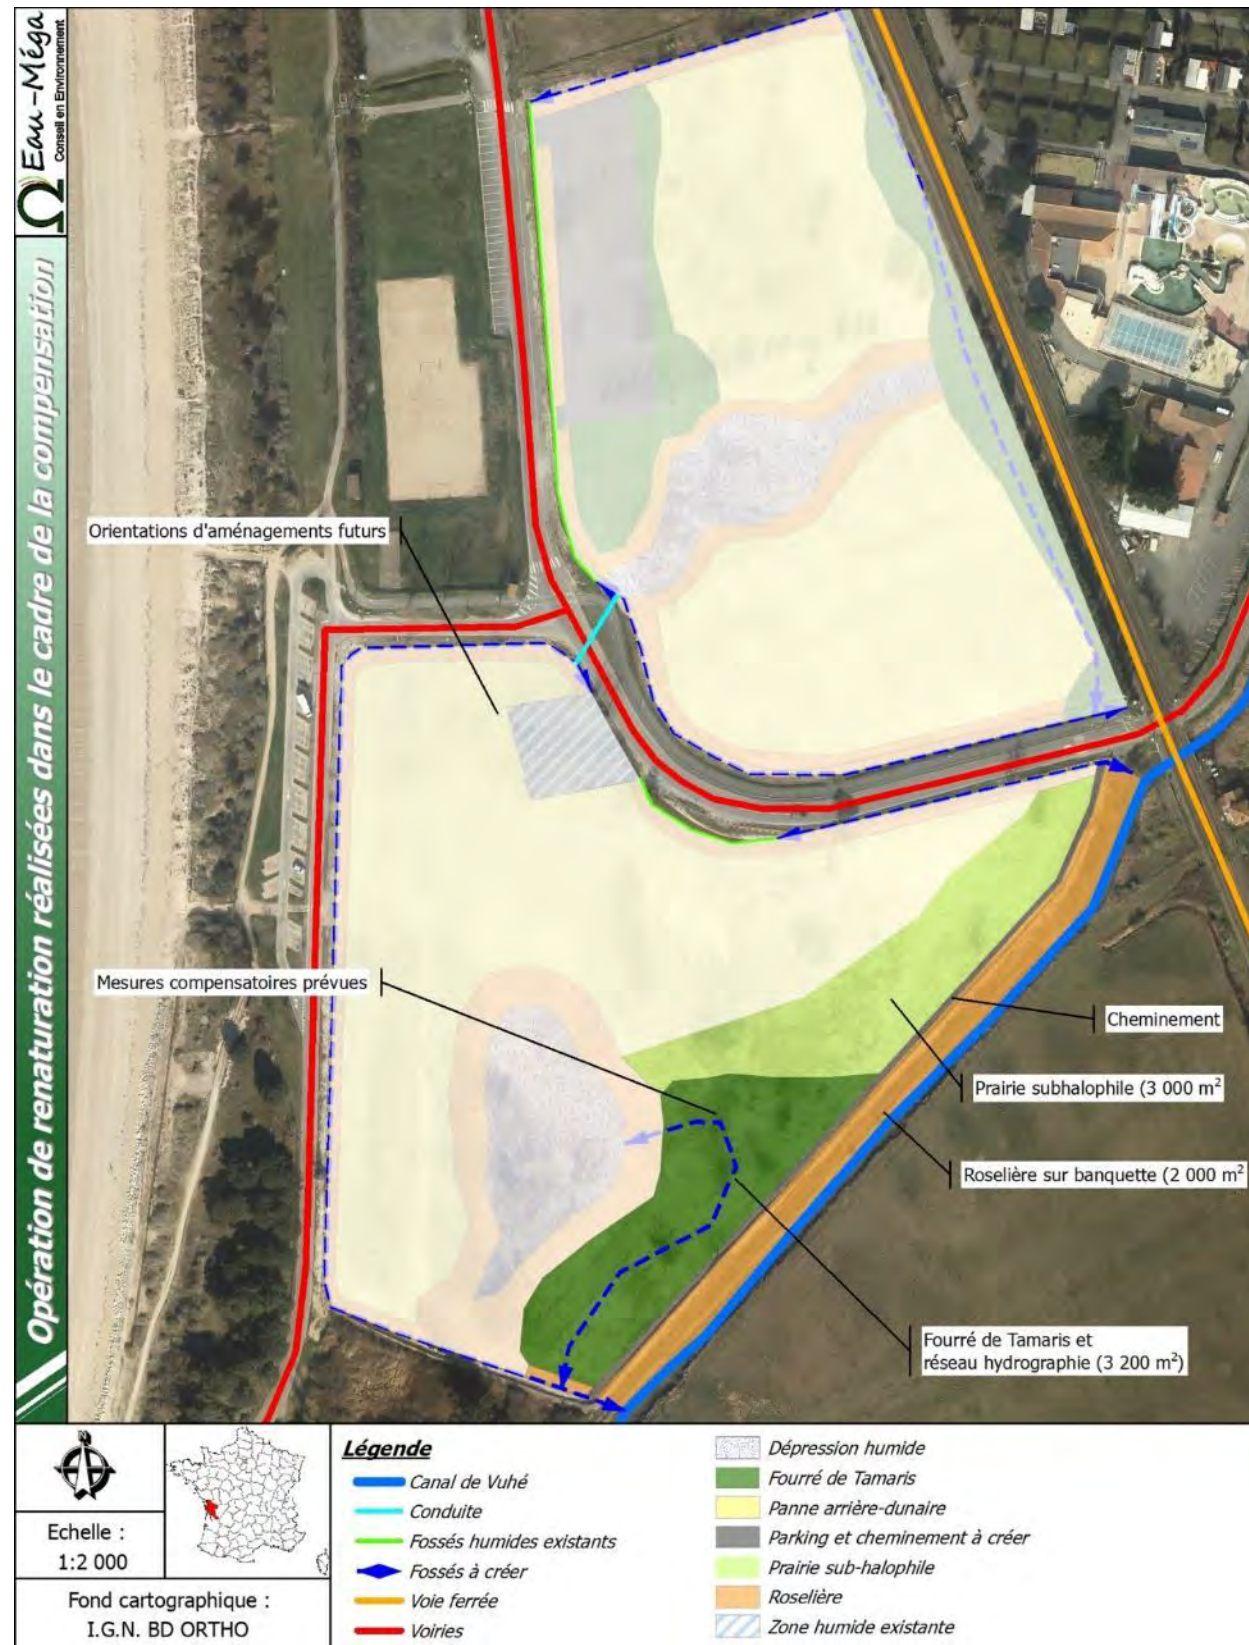 Eau-Méga
Conseil en Environnement
Opération de renaturation réalisées dans le cadre de la compensation
Orientations d'aménagements futurs
Mesures compensatoires prévues
Cheminement
Prairie subhalophile (3 000 m²
Roselière sur banquette (2 000 m²
Fourré de Tamaris et
réseau hydrographie (3 200 m²)
N
Echelle :
1:2 000
Fond cartographique :
I.G.N. BD ORTHO
Légende
Canal de Vuhé
Conduite
Fossés humides existants
Fossés à créer
Voie ferrée
Voiries
Dépression humide
Fourré de Tamaris
Panne arrière-dunaire
Parking et cheminement à créer
Prairie sub-halophile
Roselière
Zone humide existante